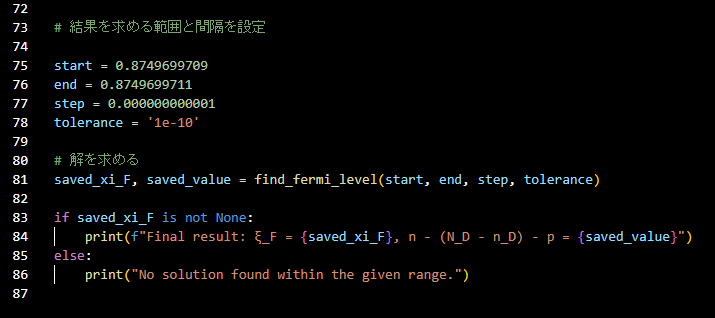 72
73 # 結果を求める範囲と間隔を設定
74
75 start = 0.8749699709
76 end = 0.8749699711
77 step = 0.000000000001
78 tolerance = '1e-10'
79
80 # 解を求める
81 saved_xi_F, saved_value = find_fermi_level(start, end, step, tolerance)
82
83 if saved_xi_F is not None:
84     print(f"Final result: ξ_F = {saved_xi_F}, n - (N_D - n_D) - p = {saved_value}")
85 else:
86     print("No solution found within the given range.")
87